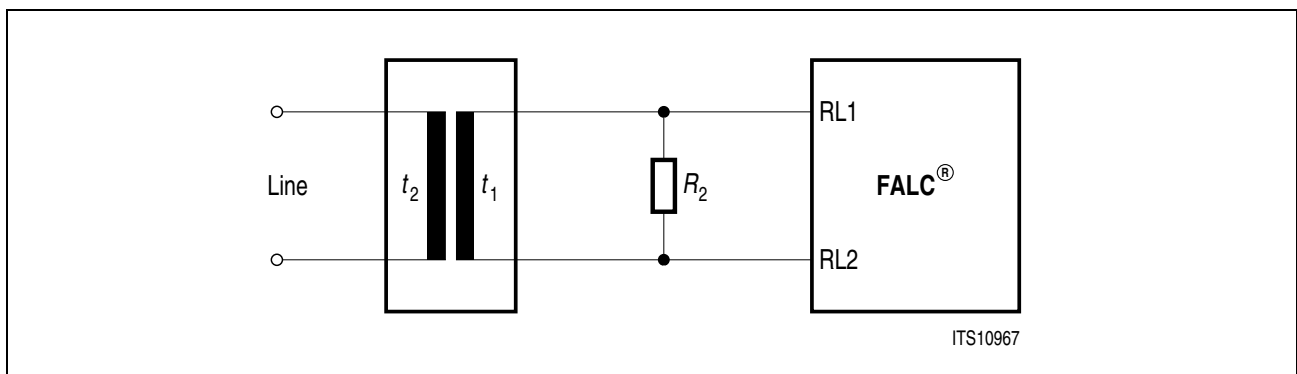 RL1
Line
t2
t1
R2
FALC®
RL2
ITS10967